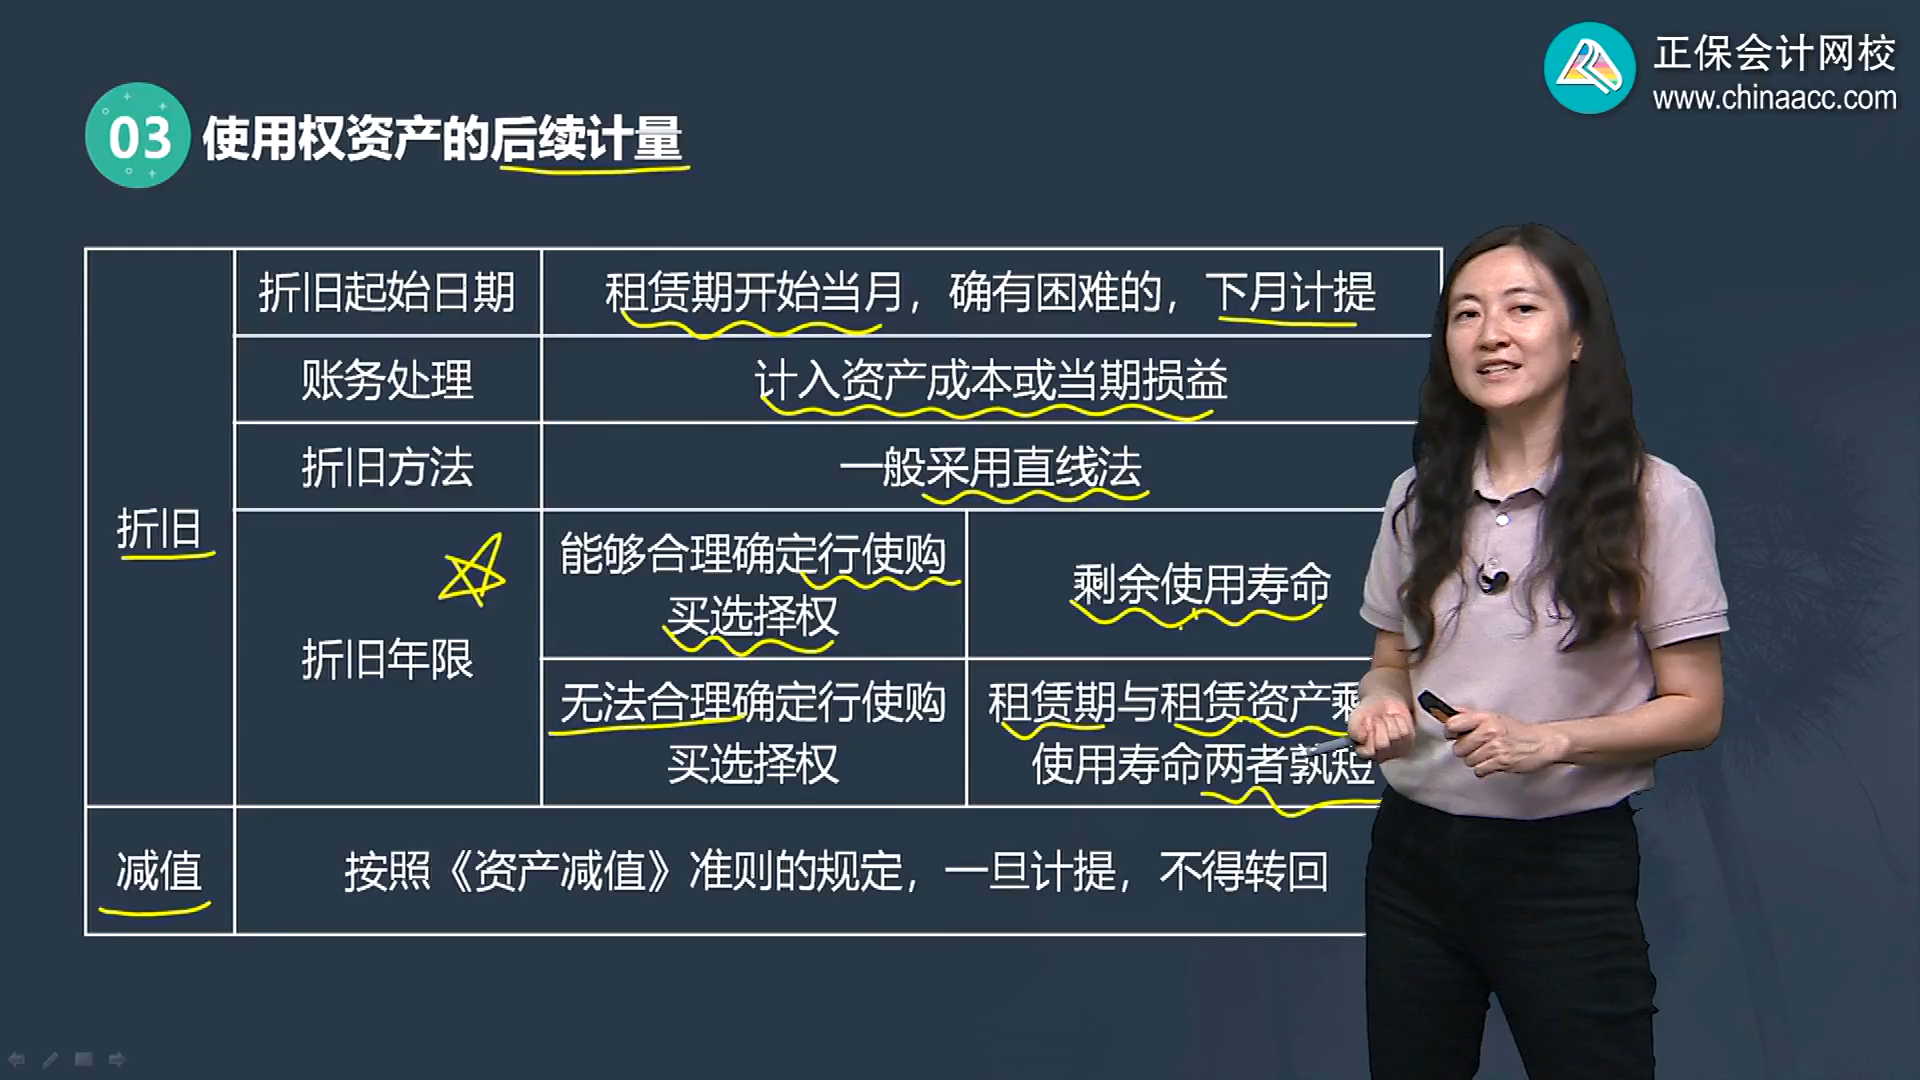 正保会计网校
www.chinaacc.com
03 使用权资产的后续计量
折旧
折旧起始日期
租赁期开始当月，确有困难的，下月计提
账务处理
计入资产成本或当期损益
折旧方法
一般采用直线法
折旧年限
能够合理确定行使购
买选择权
剩余使用寿命
无法合理确定行使购
买选择权
租赁期与租赁资产剩
使用寿命两者孰短
减值
按照《资产减值》准则的规定，一旦计提，不得转回